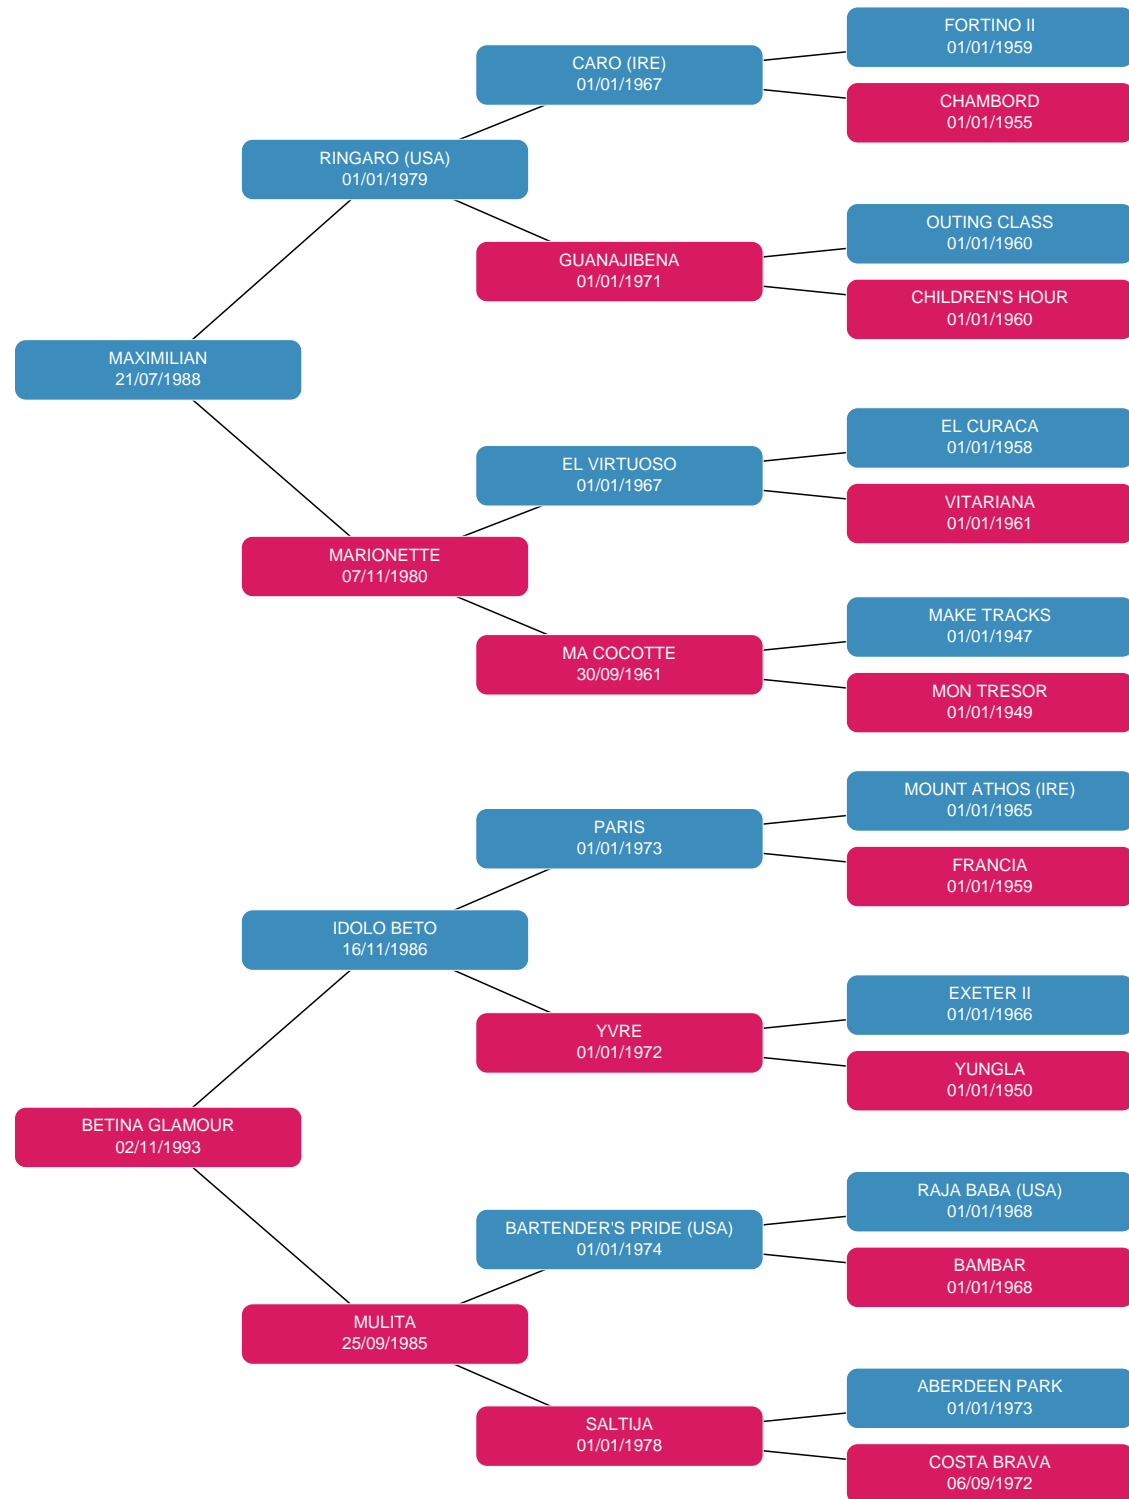 FORTINO II
01/01/1959
CARO (IRE)
01/01/1967
CHAMBORD
01/01/1955
RINGARO (USA)
01/01/1979
OUTING CLASS
01/01/1960
GUANAJIBENA
01/01/1971
CHILDREN'S HOUR
01/01/1960
MAXIMILIAN
21/07/1988
EL CURACA
01/01/1958
EL VIRTUOSO
01/01/1967
VITARIANA
01/01/1961
MARIONETTE
07/11/1980
MAKE TRACKS
01/01/1947
MA COCOTTE
30/09/1961
MON TRESOR
01/01/1949
MOUNT ATHOS (IRE)
01/01/1965
PARIS
01/01/1973
FRANCIA
01/01/1959
IDOLO BETO
16/11/1986
EXETER II
01/01/1966
YVRE
01/01/1972
YUNGLA
01/01/1950
BETINA GLAMOUR
02/11/1993
RAJA BABA (USA)
01/01/1968
BARTENDER'S PRIDE (USA)
01/01/1974
BAMBAR
01/01/1968
MULITA
25/09/1985
ABERDEEN PARK
01/01/1973
SALTIJA
01/01/1978
COSTA BRAVA
06/09/1972